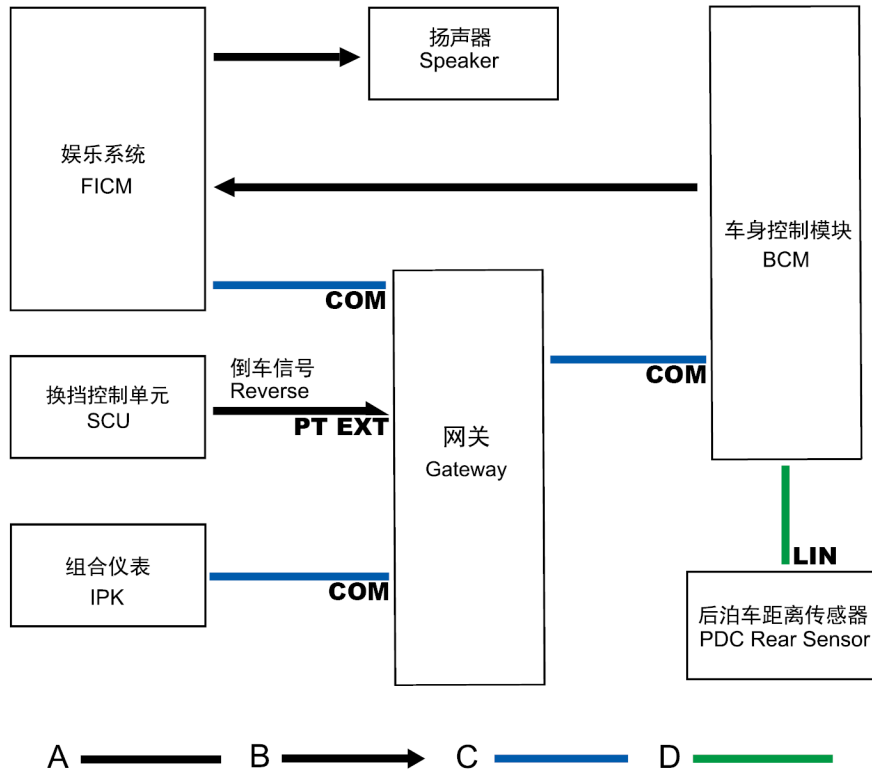 扬声器
Speaker
娱乐系统
FICM
车身控制模块
BCM
COM
倒车信号
Reverse
COM
换挡控制单元
SCU
PT EXT
网关
Gateway
组合仪表
IPK
COM
LIN
后泊车距离传感器
PDC Rear Sensor
A
B
C
D